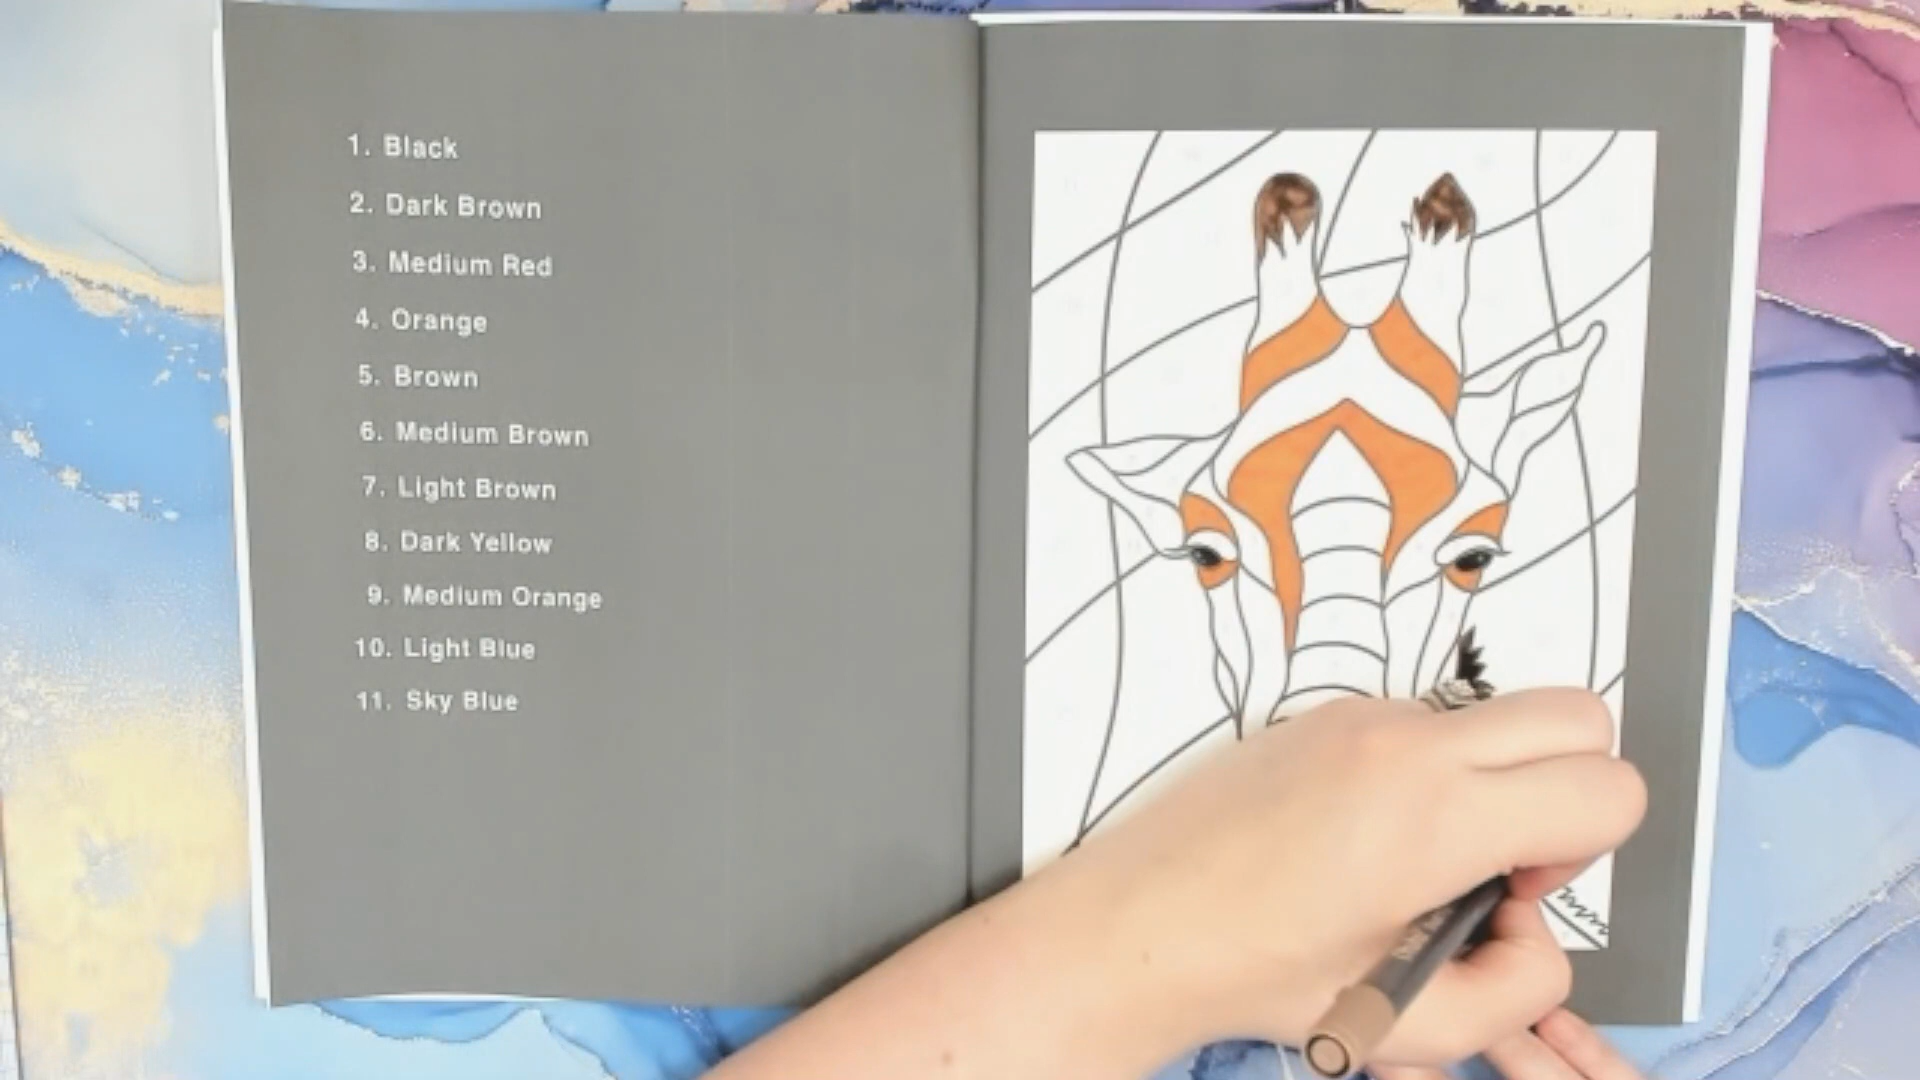 1. Black
2. Dark Brown
3. Medium Red
4. Orange
5. Brown
6. Medium Brown
7. Light Brown
8. Dark Yellow
9. Medium Orange
10. Light Blue
11. Sky Blue